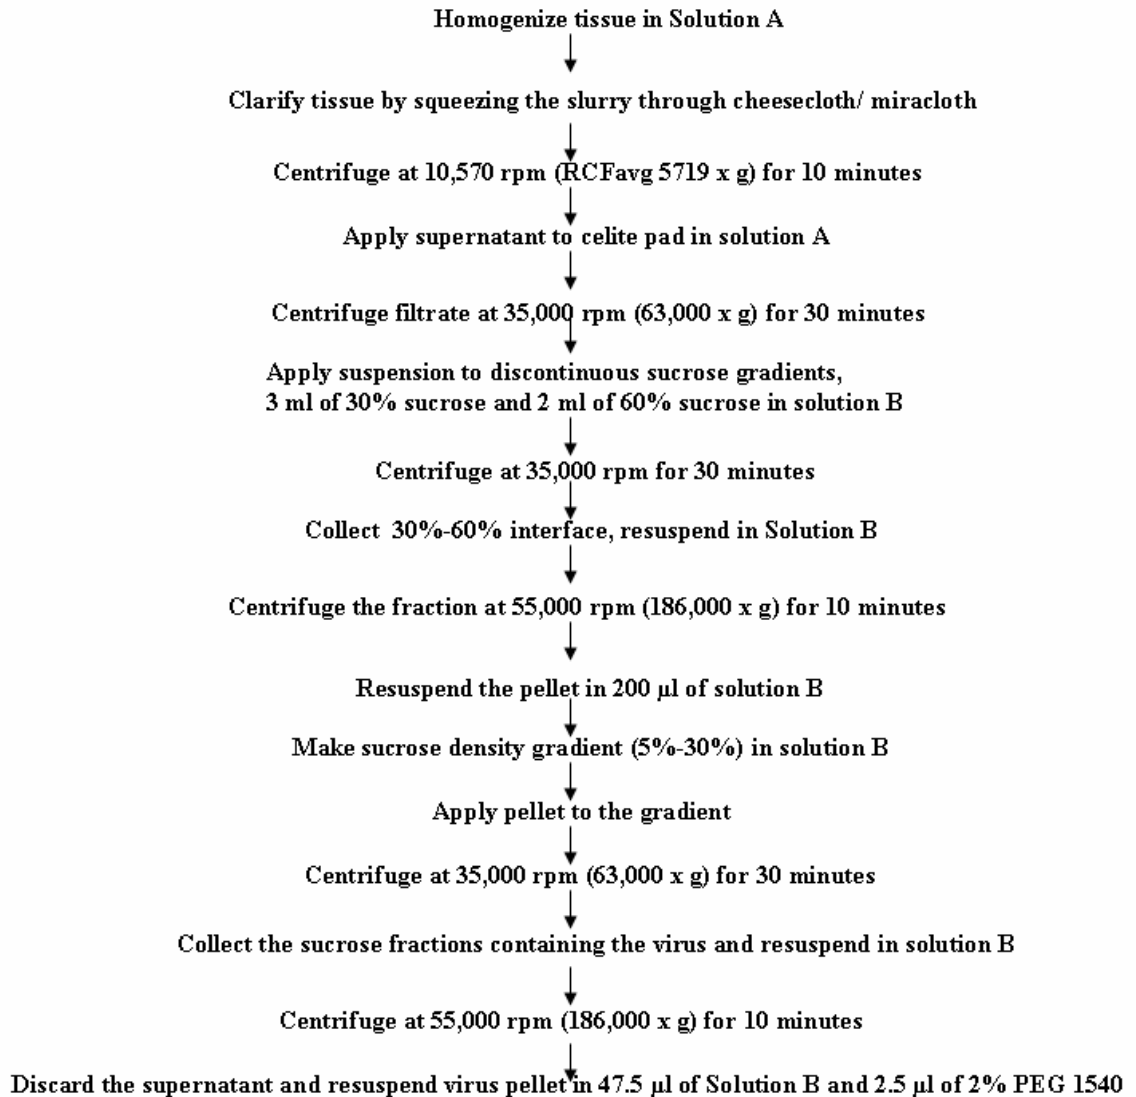 Homogenize tissue in Solution A
Clarify tissue by squeezing the slurry through cheesecloth/ miracloth
Centrifuge at 10,570 rpm (RCFavg 5719 x g) for 10 minutes
Apply supernatant to celite pad in solution A
Centrifuge filtrate at 35,000 rpm (63,000 x g) for 30 minutes
Apply suspension to discontinuous sucrose gradients,
3 ml of 30% sucrose and 2 ml of 60% sucrose in solution B
Centrifuge at 35,000 rpm for 30 minutes
Collect 30%-60% interface, resuspend in Solution B
Centrifuge the fraction at 55,000 rpm (186,000 x g) for 10 minutes
Resuspend the pellet in 200 µl of solution B
Make sucrose density gradient (5%-30%) in solution B
Apply pellet to the gradient
Centrifuge at 35,000 rpm (63,000 x g) for 30 minutes
Collect the sucrose fractions containing the virus and resuspend in solution B
Centrifuge at 55,000 rpm (186,000 x g) for 10 minutes
Discard the supernatant and resuspend virus pellet in 47.5 µl of Solution B and 2.5 µl of 2% PEG 1540